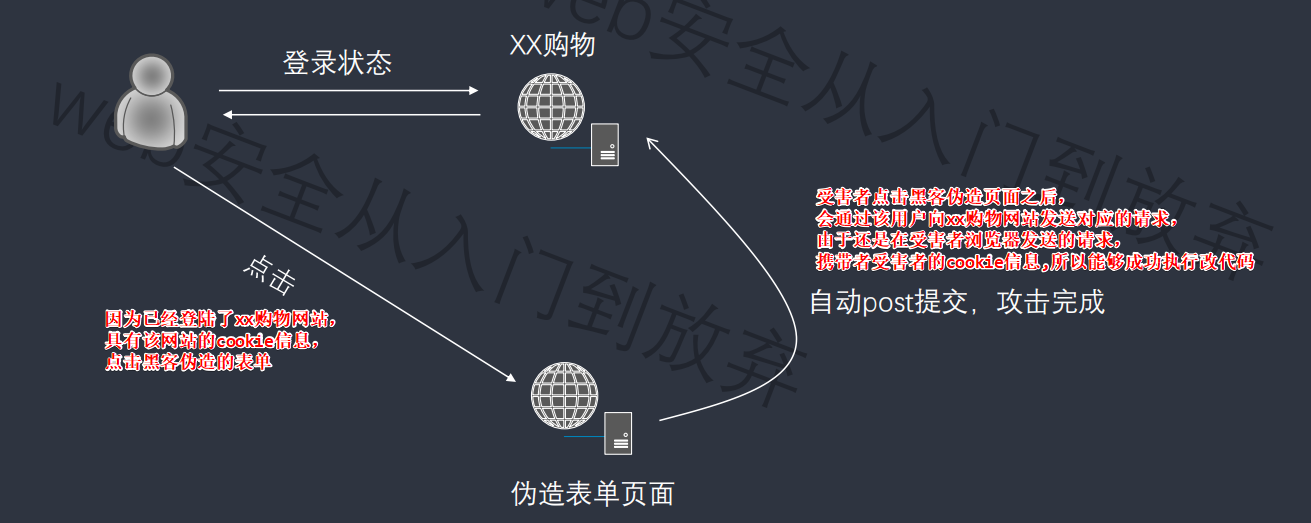 web安全从入门到放弃
XX购物
登录状态
web安全从入门到放弃
受害者点击黑客伪造页面之后，
会通过该用户向xx购物网站发送对应的请求，
由于还是在受害者浏览器发送的请求，
携带者受害者的cookie信息,所以能够成功执行改代码
点击
自动post提交，攻击完成
因为已经登陆了xx购物网站，
具有该网站的cookie信息，
点击黑客伪造的表单
伪造表单页面